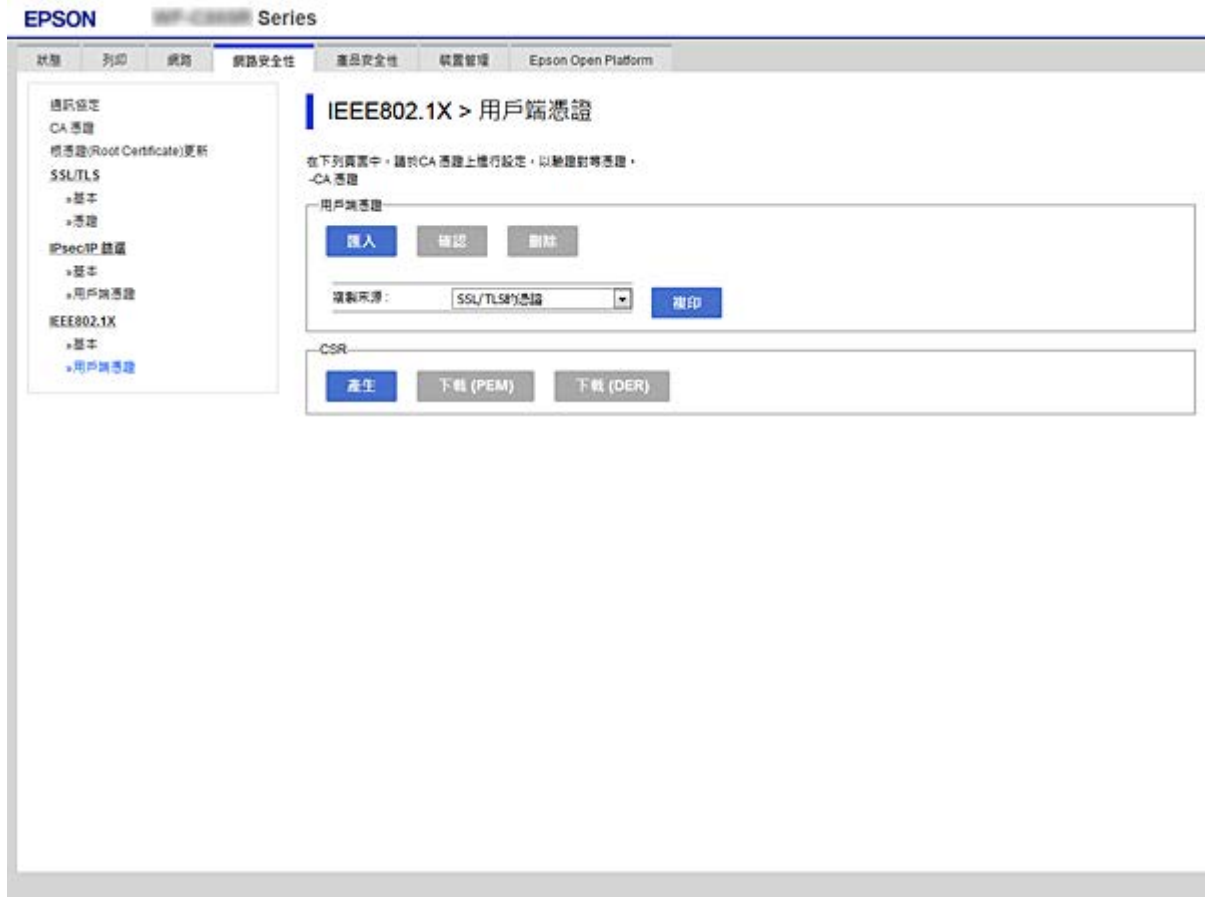 EPSON Series
狀態 列印 網路 網路安全性 產品安全性 裝置管理 Epson Open Platform
通訊協定
CA 憑證
根憑證(Root Certificate)更新
SSL/TLS
»基本
»憑證
IPsec/IP 篩選
»基本
»用戶端憑證
IEEE802.1X
»基本
»用戶端憑證
IEEE802.1X > 用戶端憑證
在下列頁面中，請於CA 憑證上進行設定，以驗證對等憑證。
-CA 憑證
用戶端憑證
匯入 確認 刪除
複製來源 : SSL/TLS的憑證 複印
CSR
產生 下載 (PEM) 下載 (DER)